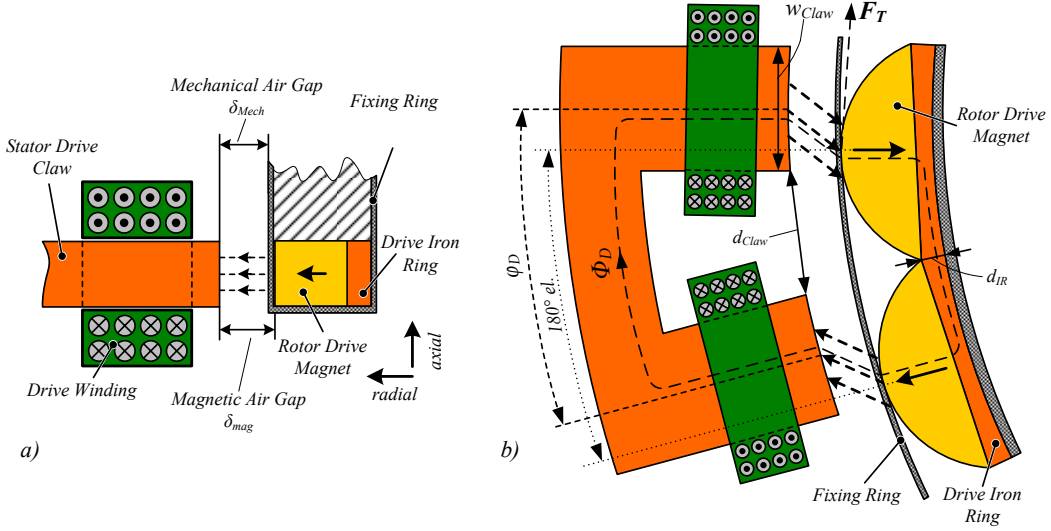 a)
Mechanical Air Gap
δMech
Fixing Ring
Stator Drive
Claw
Drive Iron
Ring
Rotor Drive
Magnet
Drive Winding
Magnetic Air Gap
δmag
axial
radial
b)
wClaw
FT
Rotor Drive
Magnet
dClaw
dIR
φD
180° el.
ΦD
Fixing Ring
Drive Iron
Ring